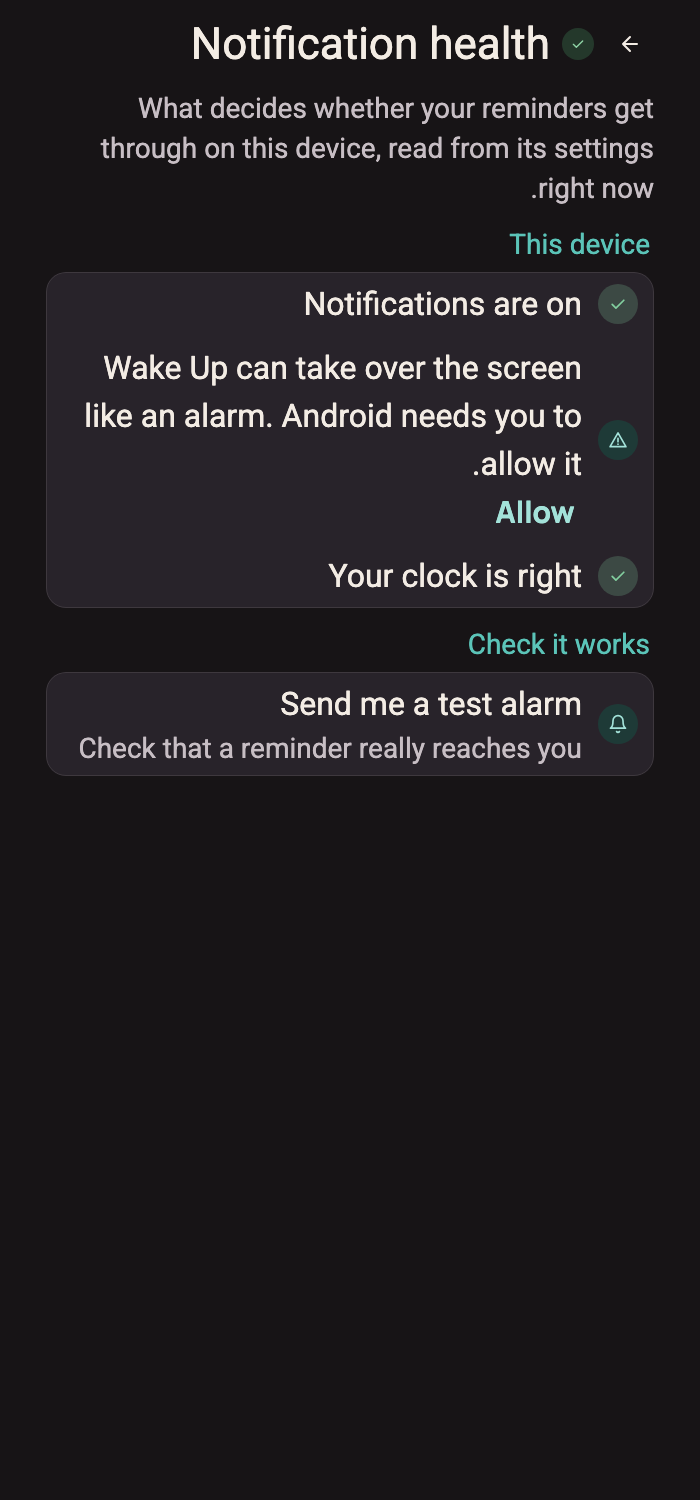 Notification health
What decides whether your reminders get
through on this device, read from its settings
.right now
This device
Notifications are on
Wake Up can take over the screen
like an alarm. Android needs you to
.allow it
Allow
Your clock is right
Check it works
Send me a test alarm
Check that a reminder really reaches you